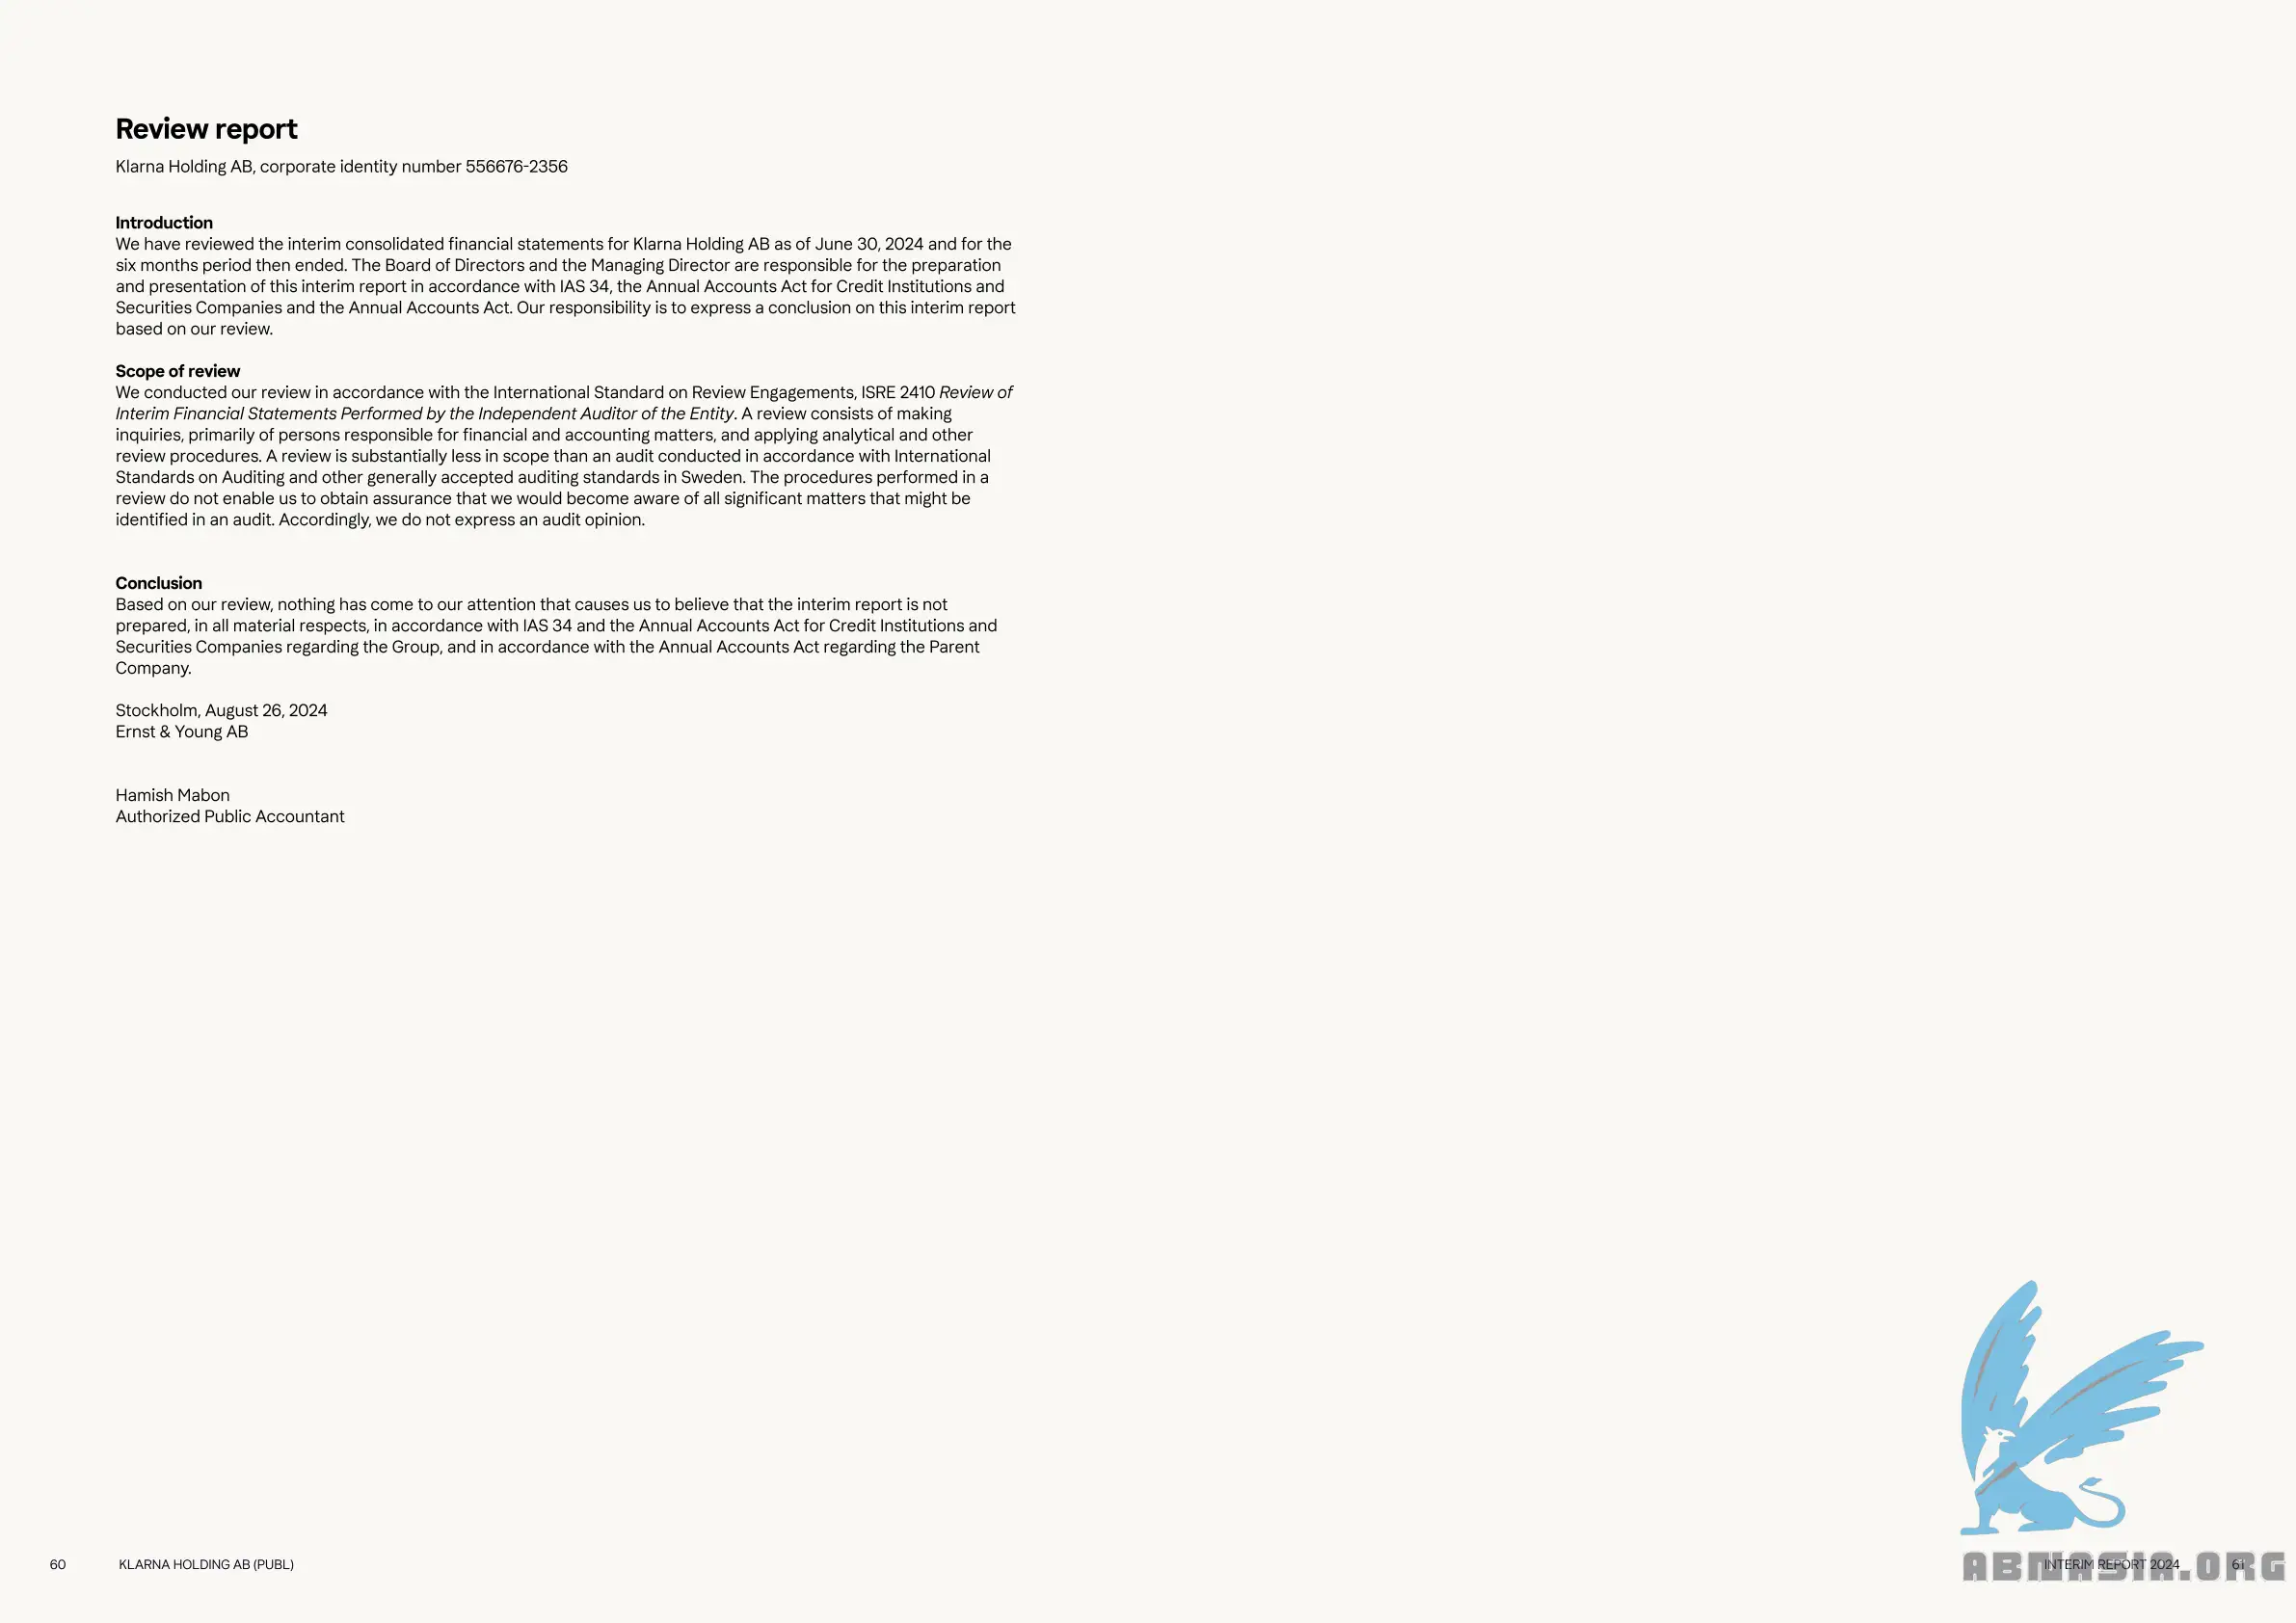 Review report
Klarna Holding AB, corporate identity number 556676-2356
Introduction
We have reviewed the interim consolidated financial statements for Klarna Holding AB as of June 30, 2024 and for the
six months period then ended. The Board of Directors and the Managing Director are responsible for the preparation
and presentation of this interim report in accordance with IAS 34, the Annual Accounts Act for Credit Institutions and
Securities Companies and the Annual Accounts Act. Our responsibility is to express a conclusion on this interim report
based on our review.
Scope of review
We conducted our review in accordance with the International Standard on Review Engagements, ISRE 2410 Review of
Interim Financial Statements Performed by the Independent Auditor of the Entity. A review consists of making
inquiries, primarily of persons responsible for financial and accounting matters, and applying analytical and other
review procedures. A review is substantially less in scope than an audit conducted in accordance with International
Standards on Auditing and other generally accepted auditing standards in Sweden. The procedures performed in a
review do not enable us to obtain assurance that we would become aware of all significant matters that might be
identified in an audit. Accordingly, we do not express an audit opinion.
Conclusion
Based on our review, nothing has come to our attention that causes us to believe that the interim report is not
prepared, in all material respects, in accordance with IAS 34 and the Annual Accounts Act for Credit Institutions and
Securities Companies regarding the Group, and in accordance with the Annual Accounts Act regarding the Parent
Company.
Stockholm, August 26, 2024
Ernst & Young AB
Hamish Mabon
Authorized Public Accountant
60
KLARNA HOLDING AB (PUBL)
INTERIM REPORT 2024
61
ABNASIA.ORG